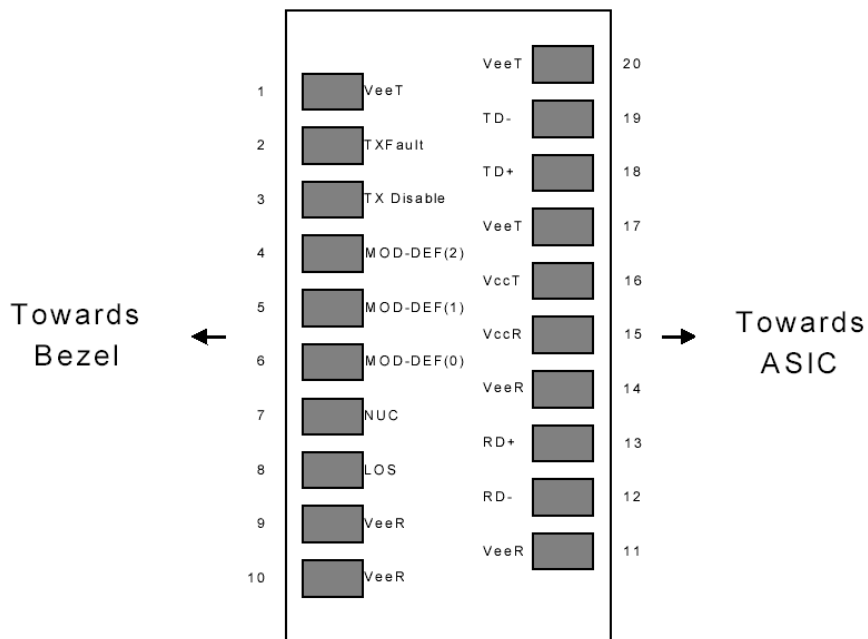 VeeT 20
1 VeeT
TD- 19
2 TXFault
TD+ 18
3 TX Disable
VeeT 17
4 MOD-DEF(2)
VccT 16
5 MOD-DEF(1)
Towards
Bezel
VccR 15
Towards
ASIC
6 MOD-DEF(0)
VeeR 14
7 NUC
RD+ 13
8 LOS
RD- 12
9 VeeR
VeeR 11
10 VeeR